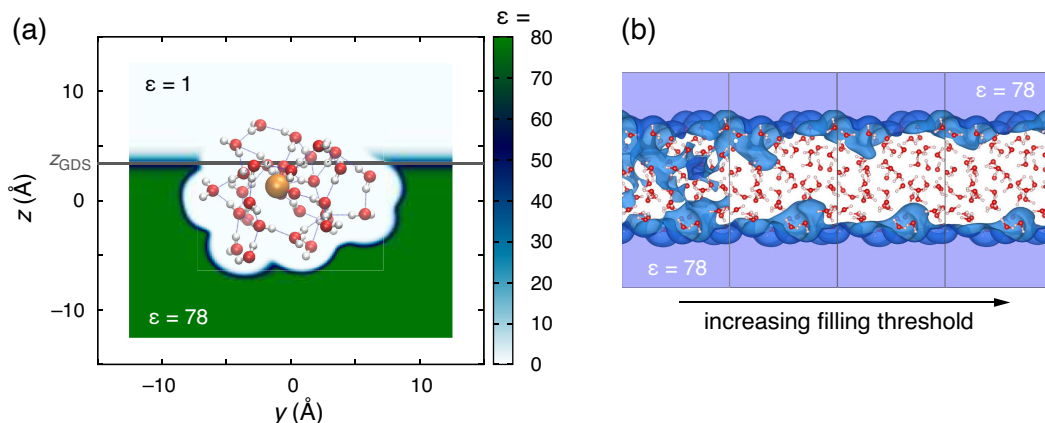 (a)
ε = 1
zGDS
z (Å)
10
0
−10
ε = 78
−10
0
10
y (Å)
ε =
80
70
60
50
40
30
20
10
0
(b)
ε = 78
ε = 78
increasing filling threshold